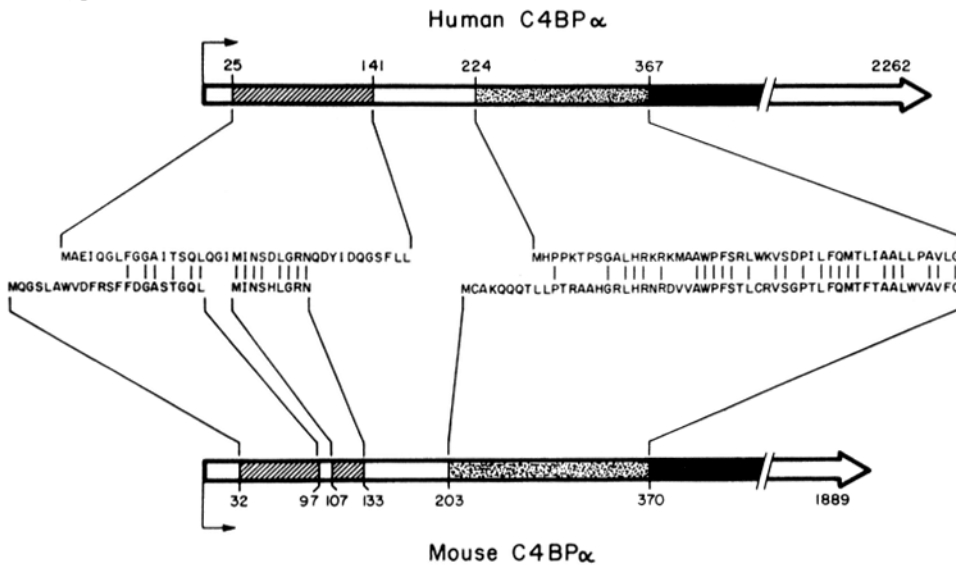 Human C4BPα
25 141 224 367 2262
MAEIQGLFGGAITSQLQGIMINSDLGRNQDYIDQGSFLL MHPPKTPSGALHRKRKMAAWPFSRLWKVSDPILFQMTLIAALLPAVLG
MQGSLAWVDFRSFFDGASTGQL MINSHLGRN MCAKQQQTLLPTRAAHGRLHRNRDVVAWPFSTLCRVSGPTLFQMTFTAALWVAVFG
32 97 107 133 203 370 1889
Mouse C4BPα